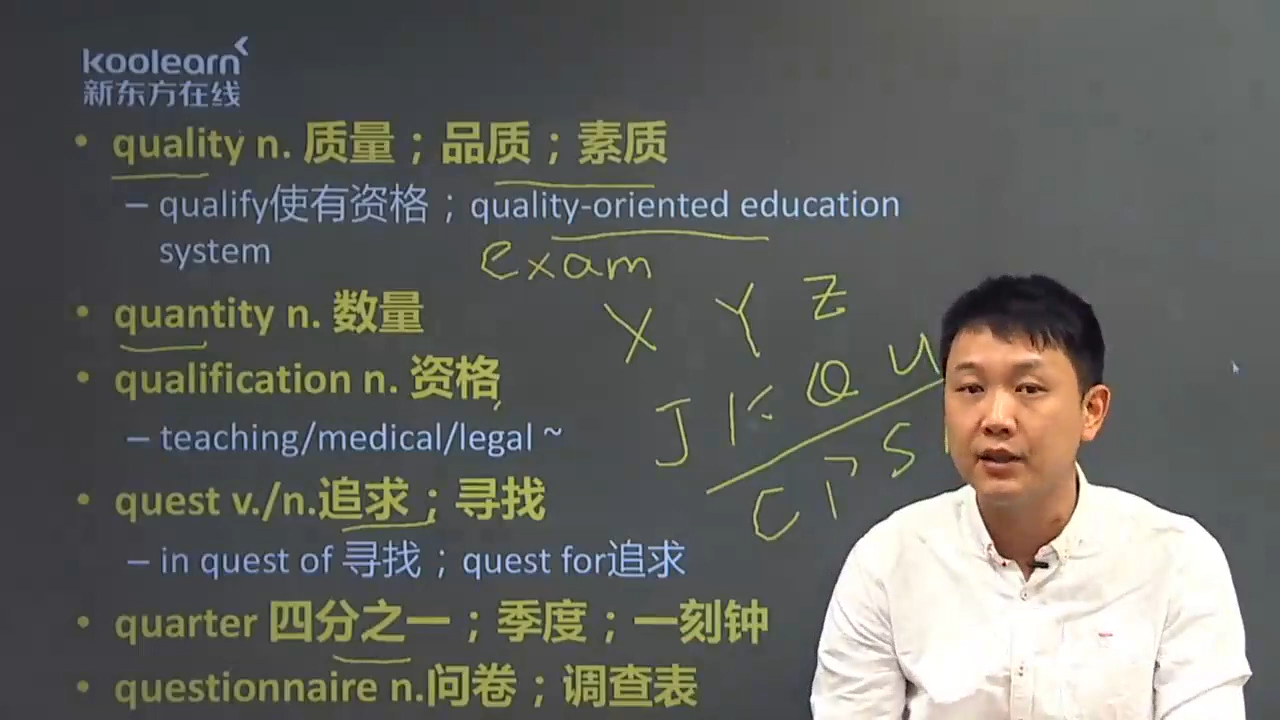 koolearn
新东方在线
• quality n. 质量；品质；素质
– qualify使有资格；quality-oriented education
system
exam
• quantity n. 数量
X Y Z
• qualification n. 资格
J K Q U
– teaching/medical/legal ~
C P S
• quest v./n.追求；寻找
– in quest of 寻找；quest for追求
• quarter 四分之一；季度；一刻钟
• questionnaire n.问卷；调查表